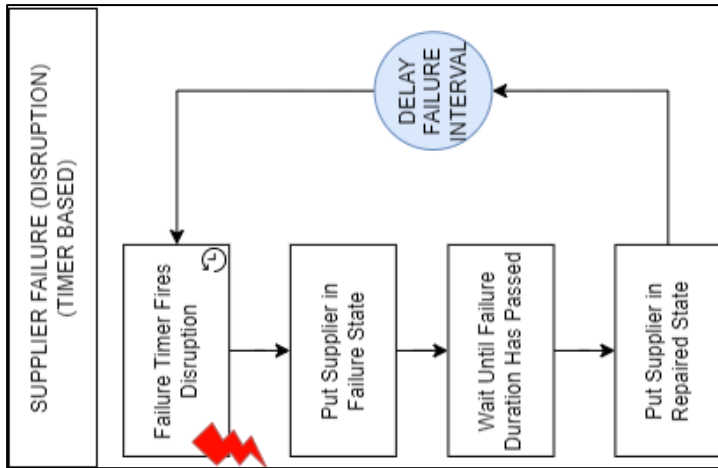 SUPPLIER FAILURE (DISRUPTION)
(TIMER BASED)
Failure Timer Fires
Disruption
Put Supplier in
Failure State
Wait Until Failure
Duration Has Passed
Put Supplier in
Repaired State
DELAY
FAILURE
INTERVAL